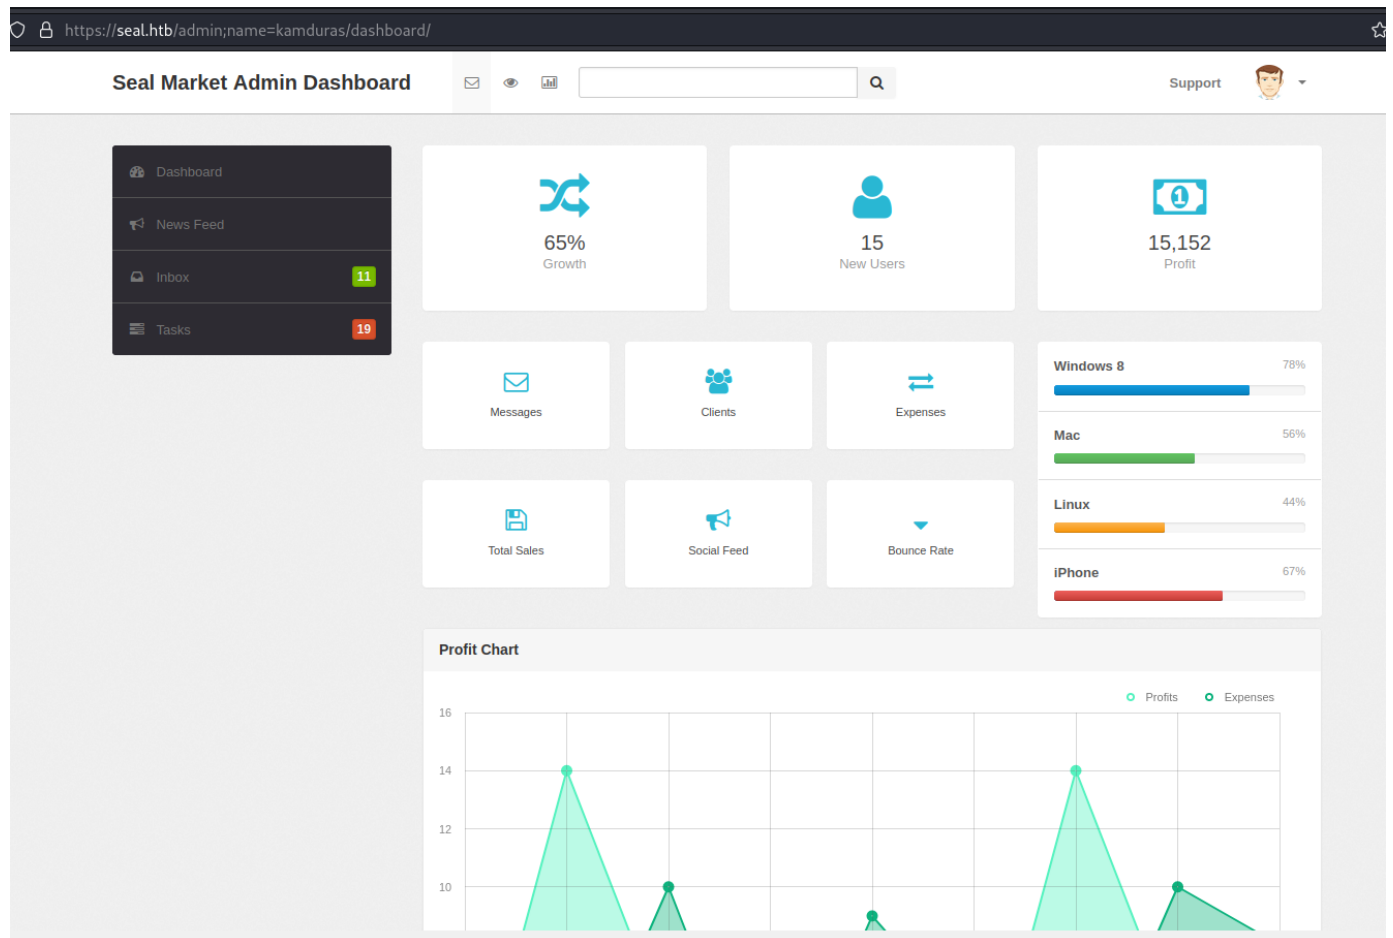 https://seal.htb/admin;name=kamduras/dashboard/
Seal Market Admin Dashboard
Support
Dashboard
News Feed
Inbox 11
Tasks 19
65%
Growth
15
New Users
1
15,152
Profit
Messages
Clients
Expenses
Total Sales
Social Feed
Bounce Rate
Windows 8 78%
Mac 56%
Linux 44%
iPhone 67%
Profit Chart
Profits Expenses
16
14
12
10